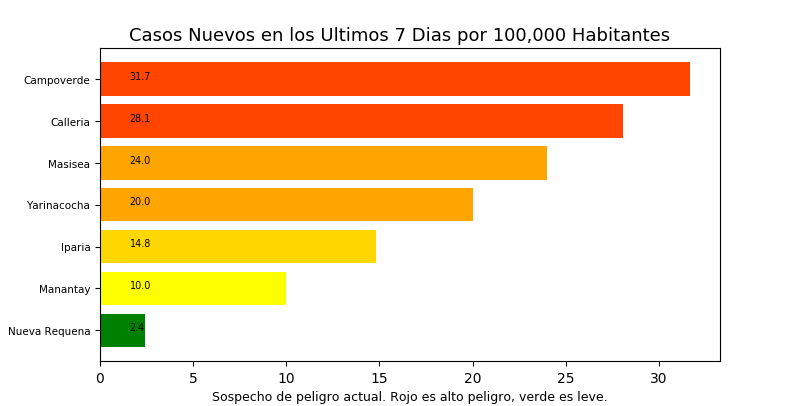 Casos Nuevos en los Ultimos 7 Dias por 100,000 Habitantes
Campoverde 31.7
Calleria 28.1
Masisea 24.0
Yarinacocha 20.0
Iparia 14.8
Manantay 10.0
Nueva Requena 2.4
0 5 10 15 20 25 30
Sospecho de peligro actual. Rojo es alto peligro, verde es leve.